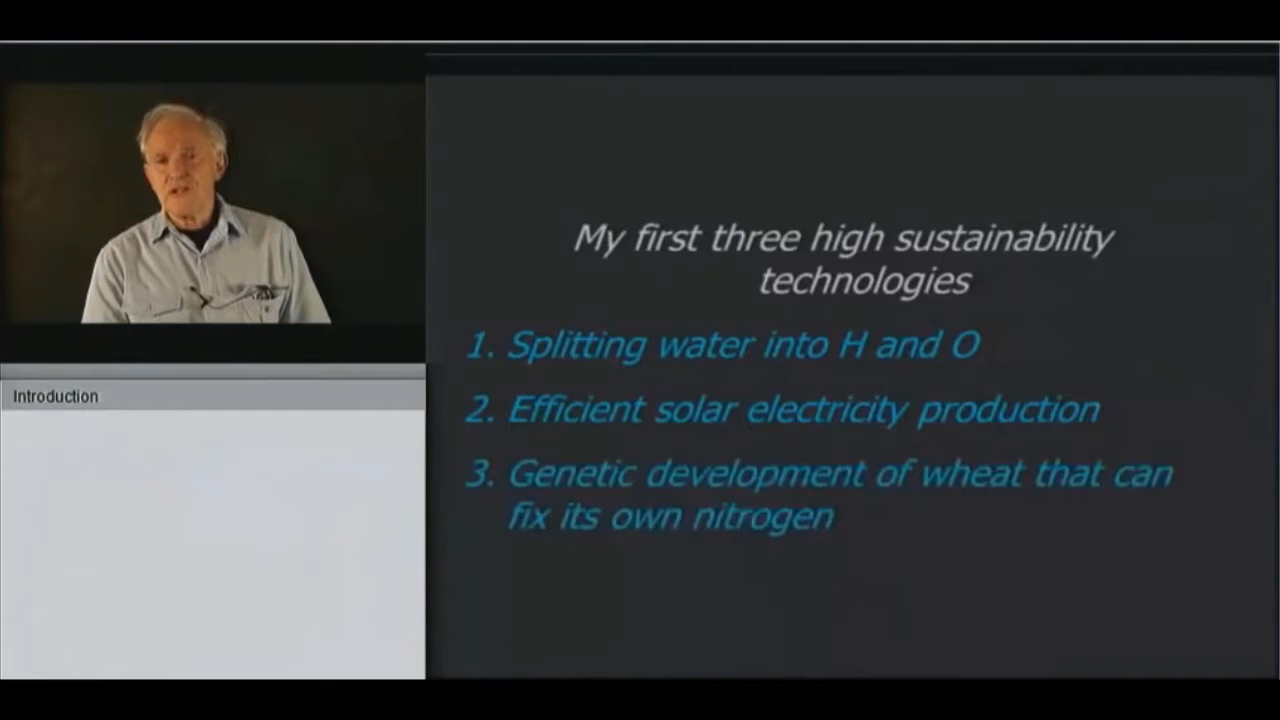 My first three high sustainability
technologies
1. Splitting water into H and O
2. Efficient solar electricity production
3. Genetic development of wheat that can
fix its own nitrogen
Introduction